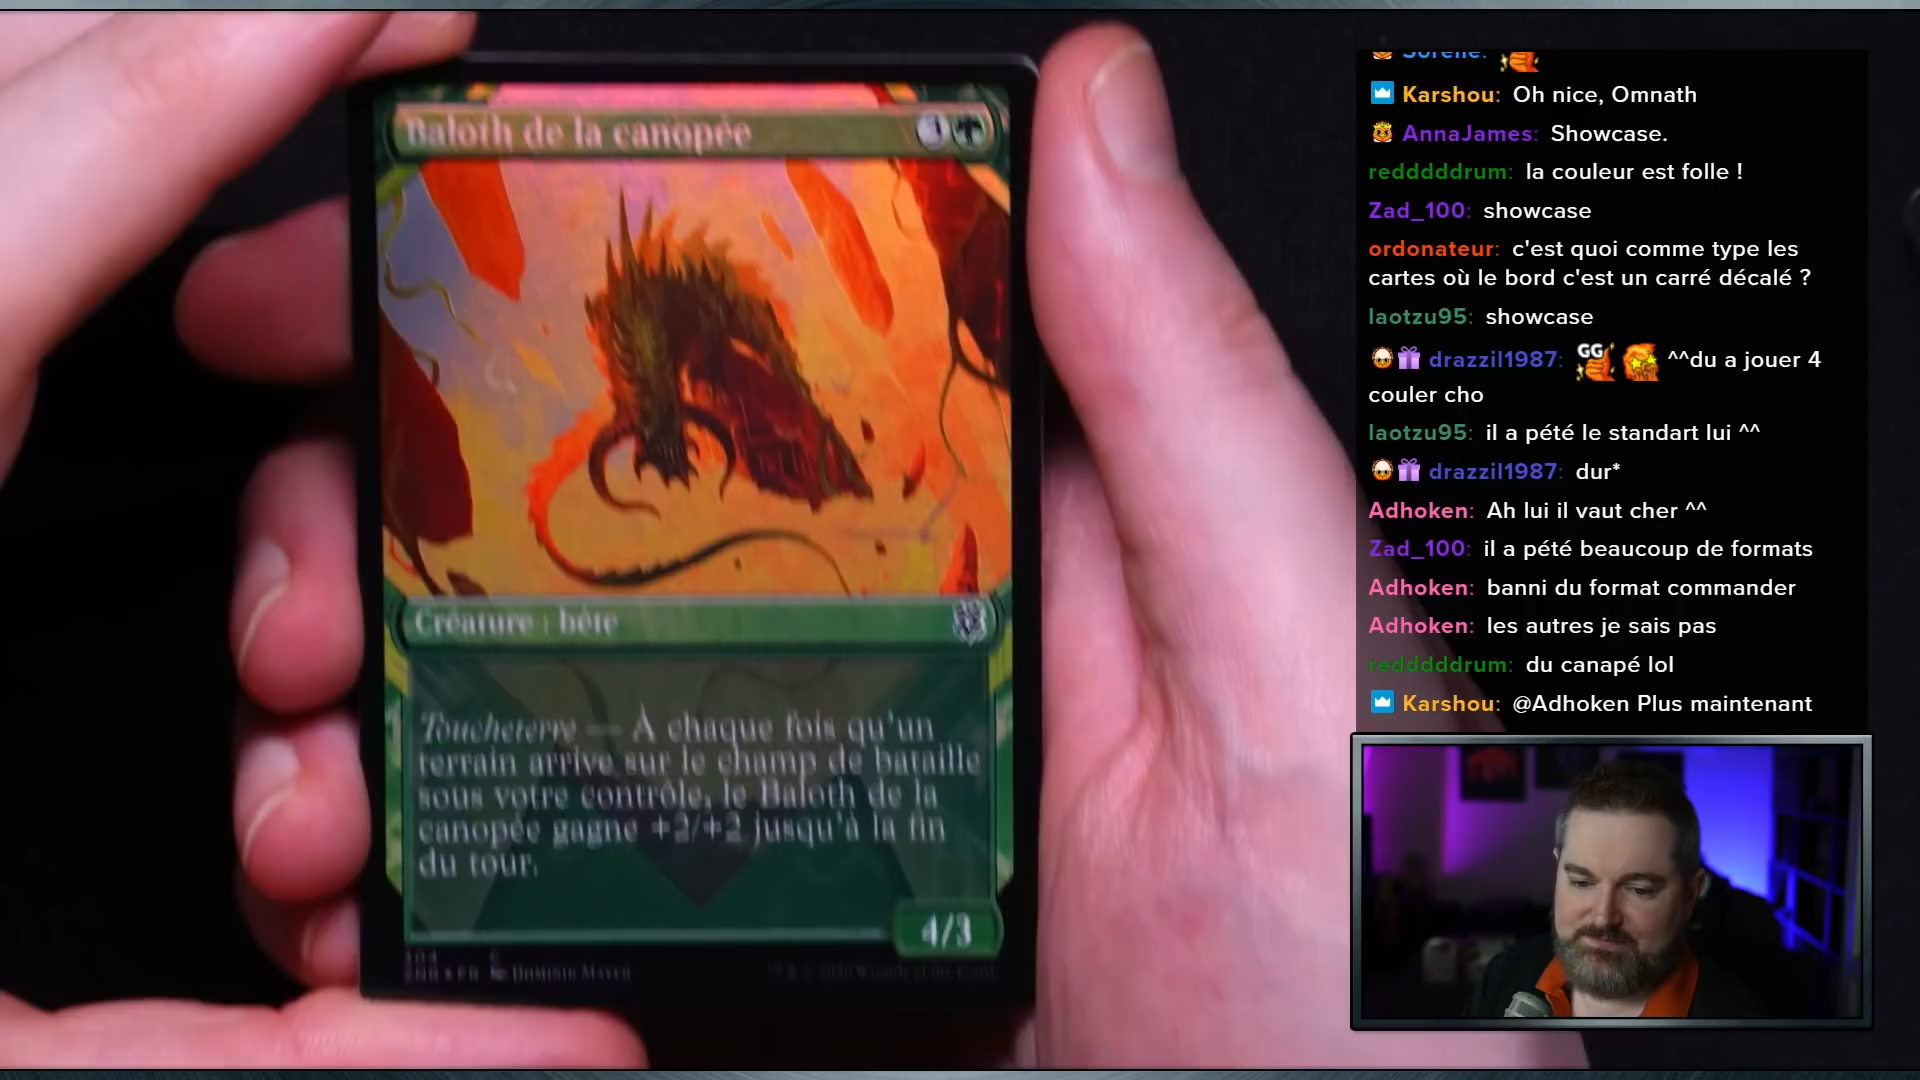 Baloth de la canopée
3
Créature : bête
Toucheterre — À chaque fois qu'un
terrain arrive sur le champ de bataille
sous votre contrôle, le Baloth de la
canopée gagne +2/+2 jusqu'à la fin
du tour.
4/3
Sorelle:
Karshou: Oh nice, Omnath
AnnaJames: Showcase.
redddddrum: la couleur est folle !
Zad_100: showcase
ordonateur: c'est quoi comme type les
cartes où le bord c'est un carré décalé ?
laotzu95: showcase
drazzil1987: GG ^^du a jouer 4
couler cho
laotzu95: il a pété le standart lui ^^
drazzil1987: dur*
Adhoken: Ah lui il vaut cher ^^
Zad_100: il a pété beaucoup de formats
Adhoken: banni du format commander
Adhoken: les autres je sais pas
redddddrum: du canapé lol
Karshou: @Adhoken Plus maintenant